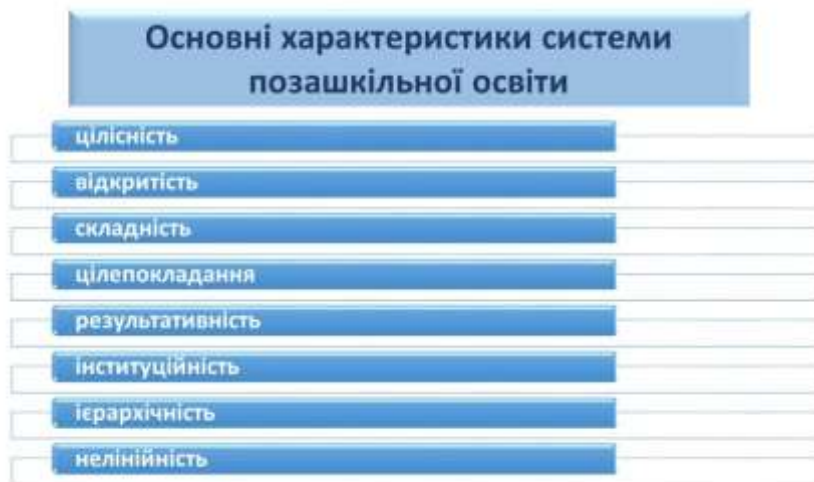 Основні характеристики системи
позашкільної освіти
цілісність
відкритість
складність
цілепокладання
результативність
інституційність
ієрархічність
нелінійність